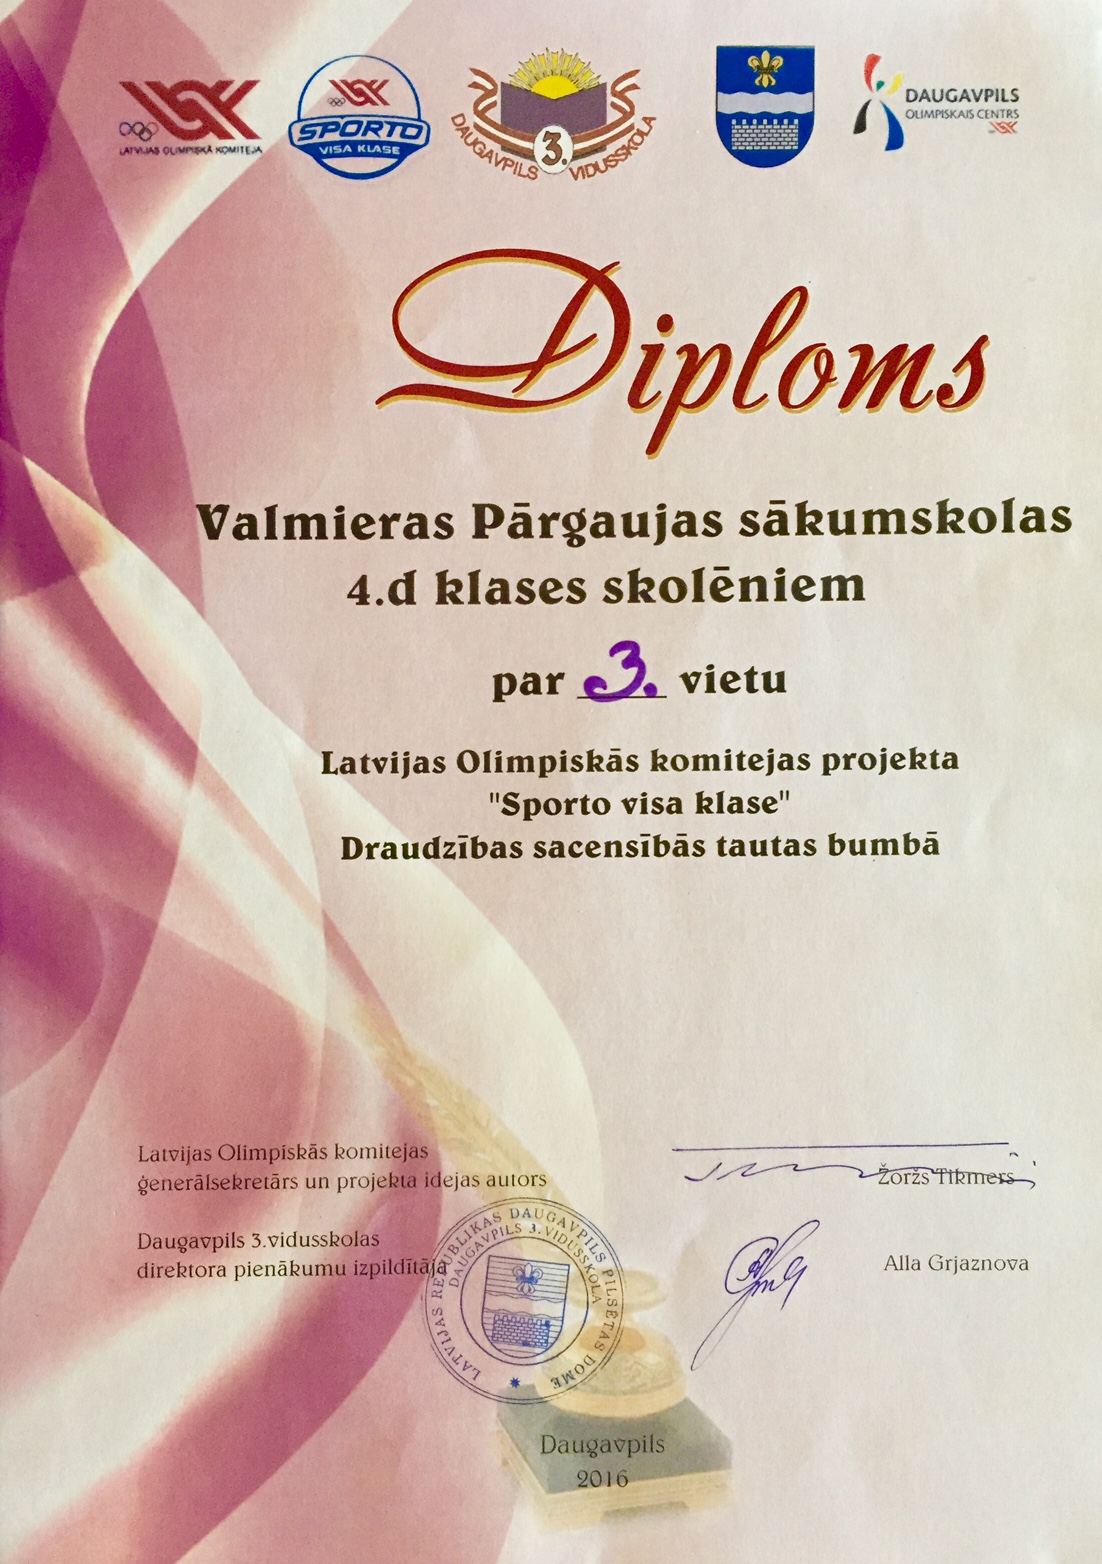 LATVIJAS OLIMPISKĀ KOMITEJA
SPORTO
VISA KLASE
DAUGAVPILS 3. VIDUSSKOLA
DAUGAVPILS
OLIMPISKAIS CENTRS
Diploms
Valmieras Pārgaujas sākumskolas
4.d klases skolēniem
par 3. vietu
Latvijas Olimpiskās komitejas projekta
"Sporto visa klase"
Draudzības sacensībās tautas bumbā
Latvijas Olimpiskās komitejas
ģenerālsekretārs un projekta idejas autors
Žoržs Tikmers
Daugavpils 3.vidusskolas
direktora pienākumu izpildītāja
Alla Grjaznova
LATVIJAS REPUBLIKAS DAUGAVPILS PILSĒTAS DOME
DAUGAVPILS 3.VIDUSSKOLA
Daugavpils
2016